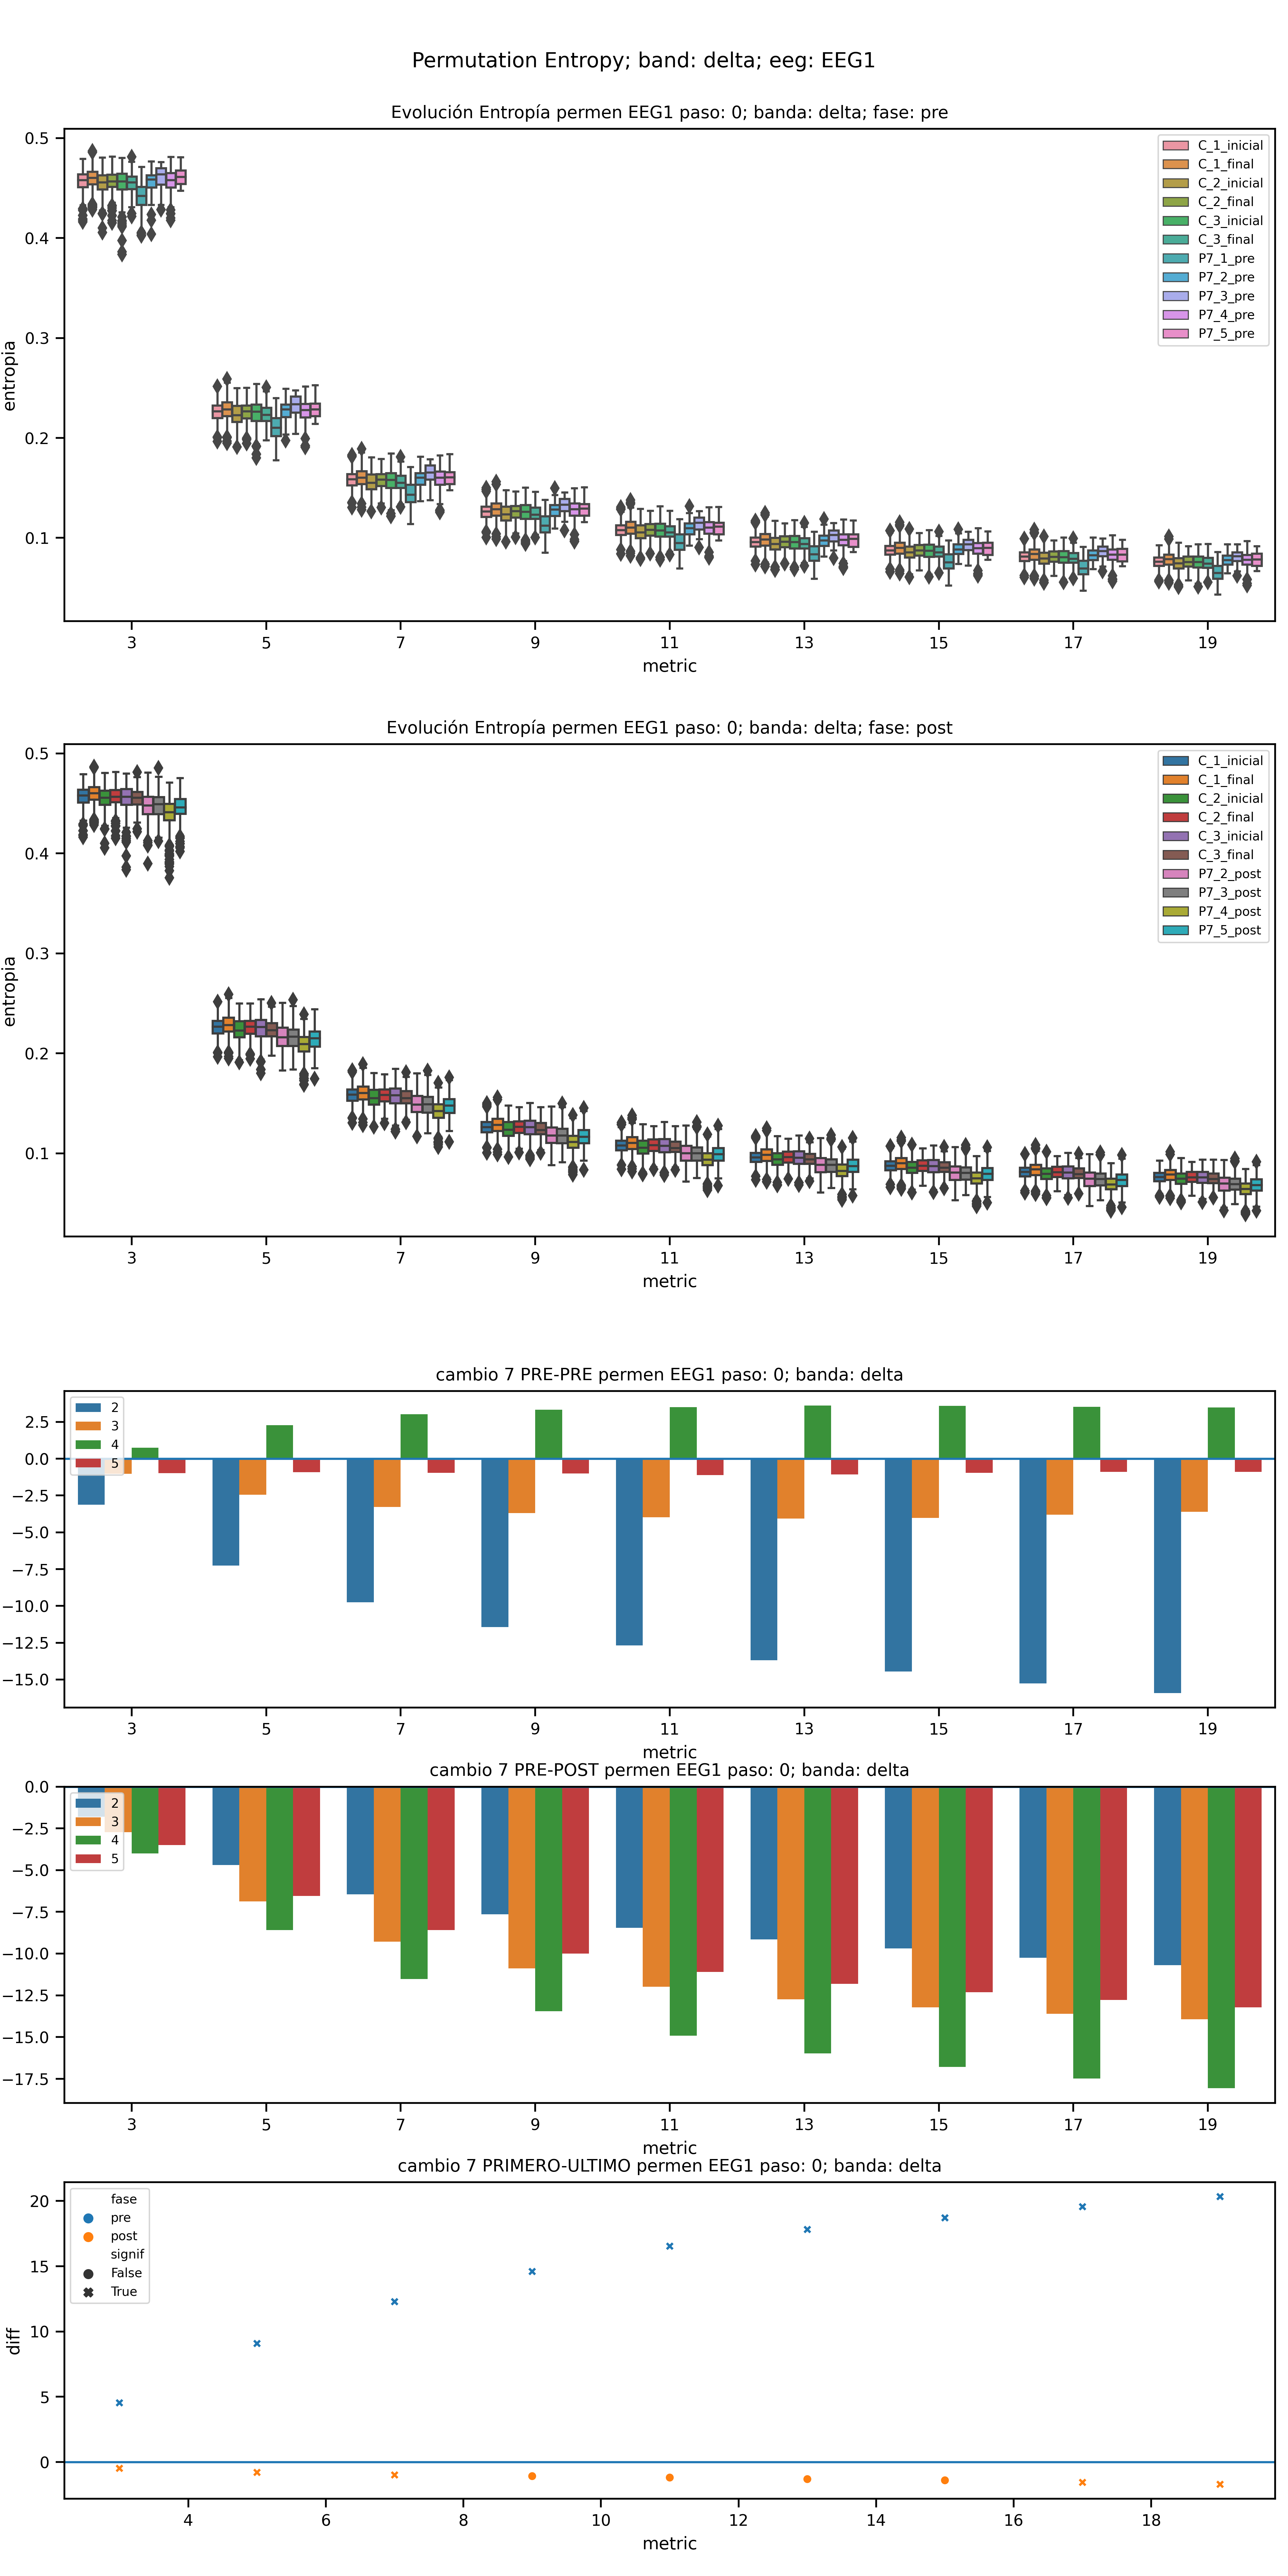 Permutation Entropy; band: delta; eeg: EEG1
Evolución Entropía permen EEG1 paso: 0; banda: delta; fase: pre
0.5
0.4
0.3
0.2
0.1
entropia
C_1_inicial
C_1_final
C_2_inicial
C_2_final
C_3_inicial
C_3_final
P7_1_pre
P7_2_pre
P7_3_pre
P7_4_pre
P7_5_pre
3 5 7 9 11 13 15 17 19
metric
Evolución Entropía permen EEG1 paso: 0; banda: delta; fase: post
0.5
0.4
0.3
0.2
0.1
entropia
C_1_inicial
C_1_final
C_2_inicial
C_2_final
C_3_inicial
C_3_final
P7_2_post
P7_3_post
P7_4_post
P7_5_post
3 5 7 9 11 13 15 17 19
metric
cambio 7 PRE-PRE permen EEG1 paso: 0; banda: delta
2
3
4
5
2.5
0.0
−2.5
−5.0
−7.5
−10.0
−12.5
−15.0
3 5 7 9 11 13 15 17 19
metric
cambio 7 PRE-POST permen EEG1 paso: 0; banda: delta
2
3
4
5
0.0
−2.5
−5.0
−7.5
−10.0
−12.5
−15.0
−17.5
3 5 7 9 11 13 15 17 19
metric
cambio 7 PRIMERO-ULTIMO permen EEG1 paso: 0; banda: delta
fase
pre
post
signif
False
True
20
15
10
5
0
diff
4 6 8 10 12 14 16 18
metric